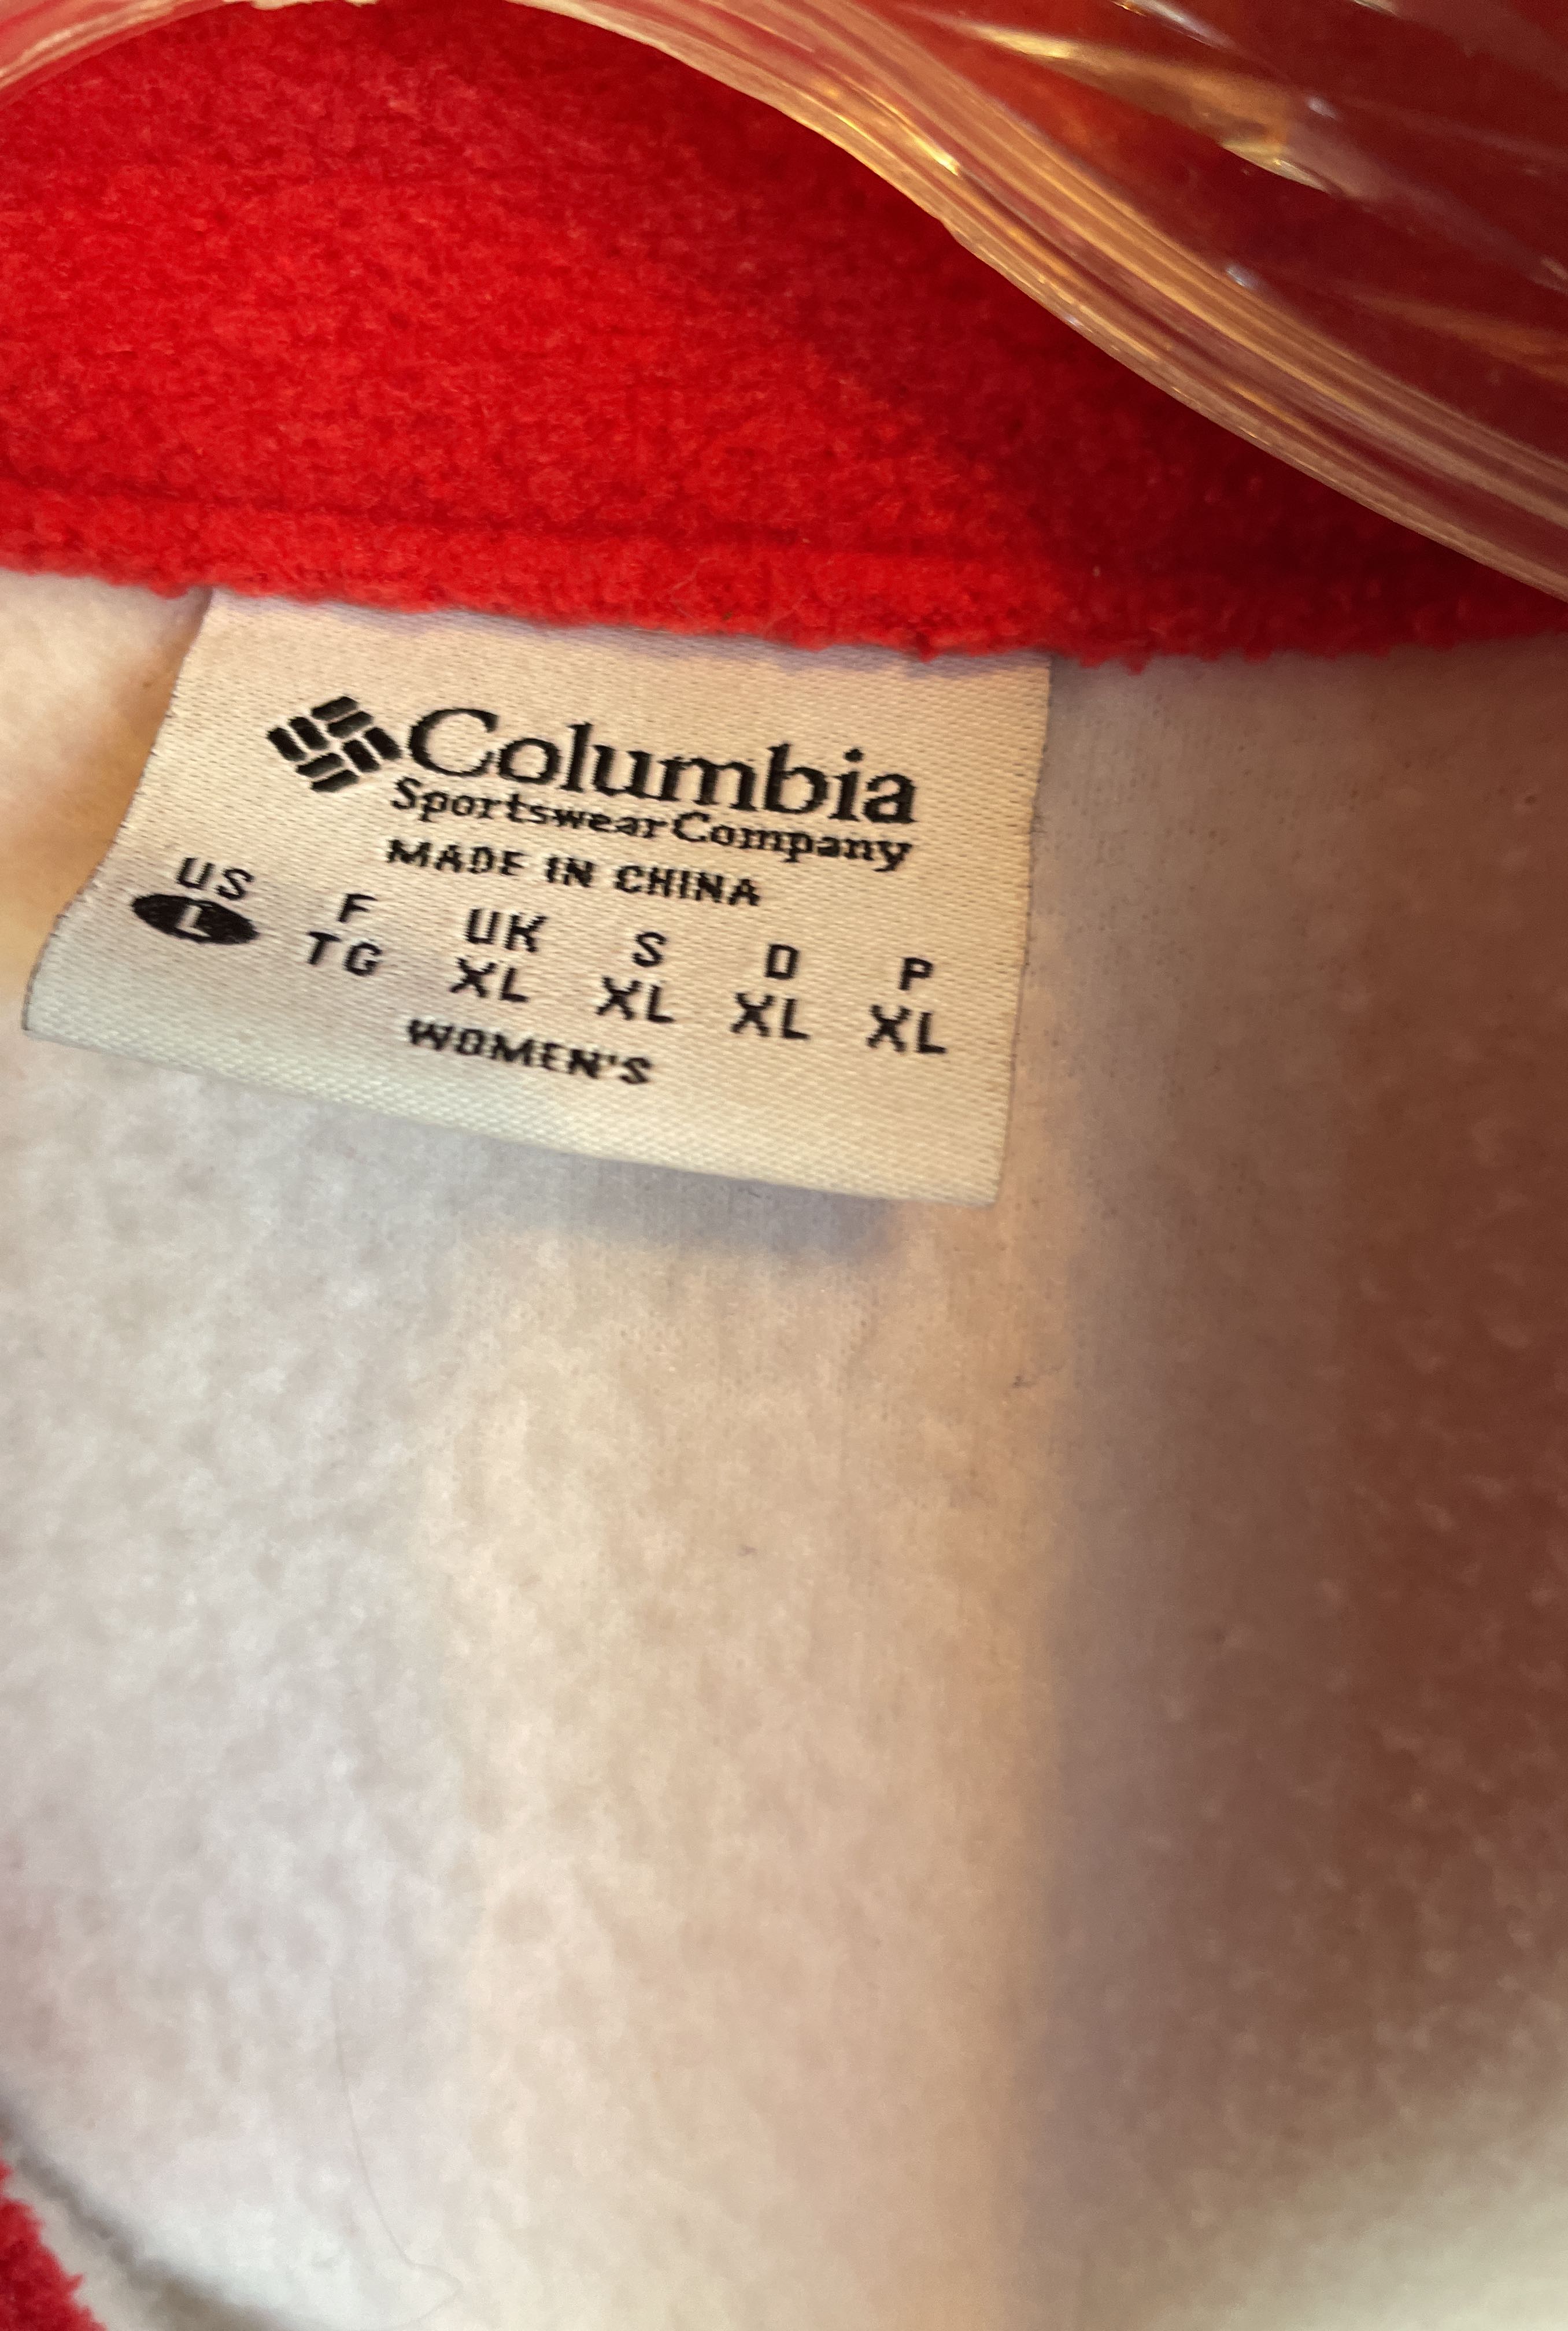 Columbia
Sportswear Company
MADE IN CHINA
US F UK S D P
L TG XL XL XL XL
WOMEN'S